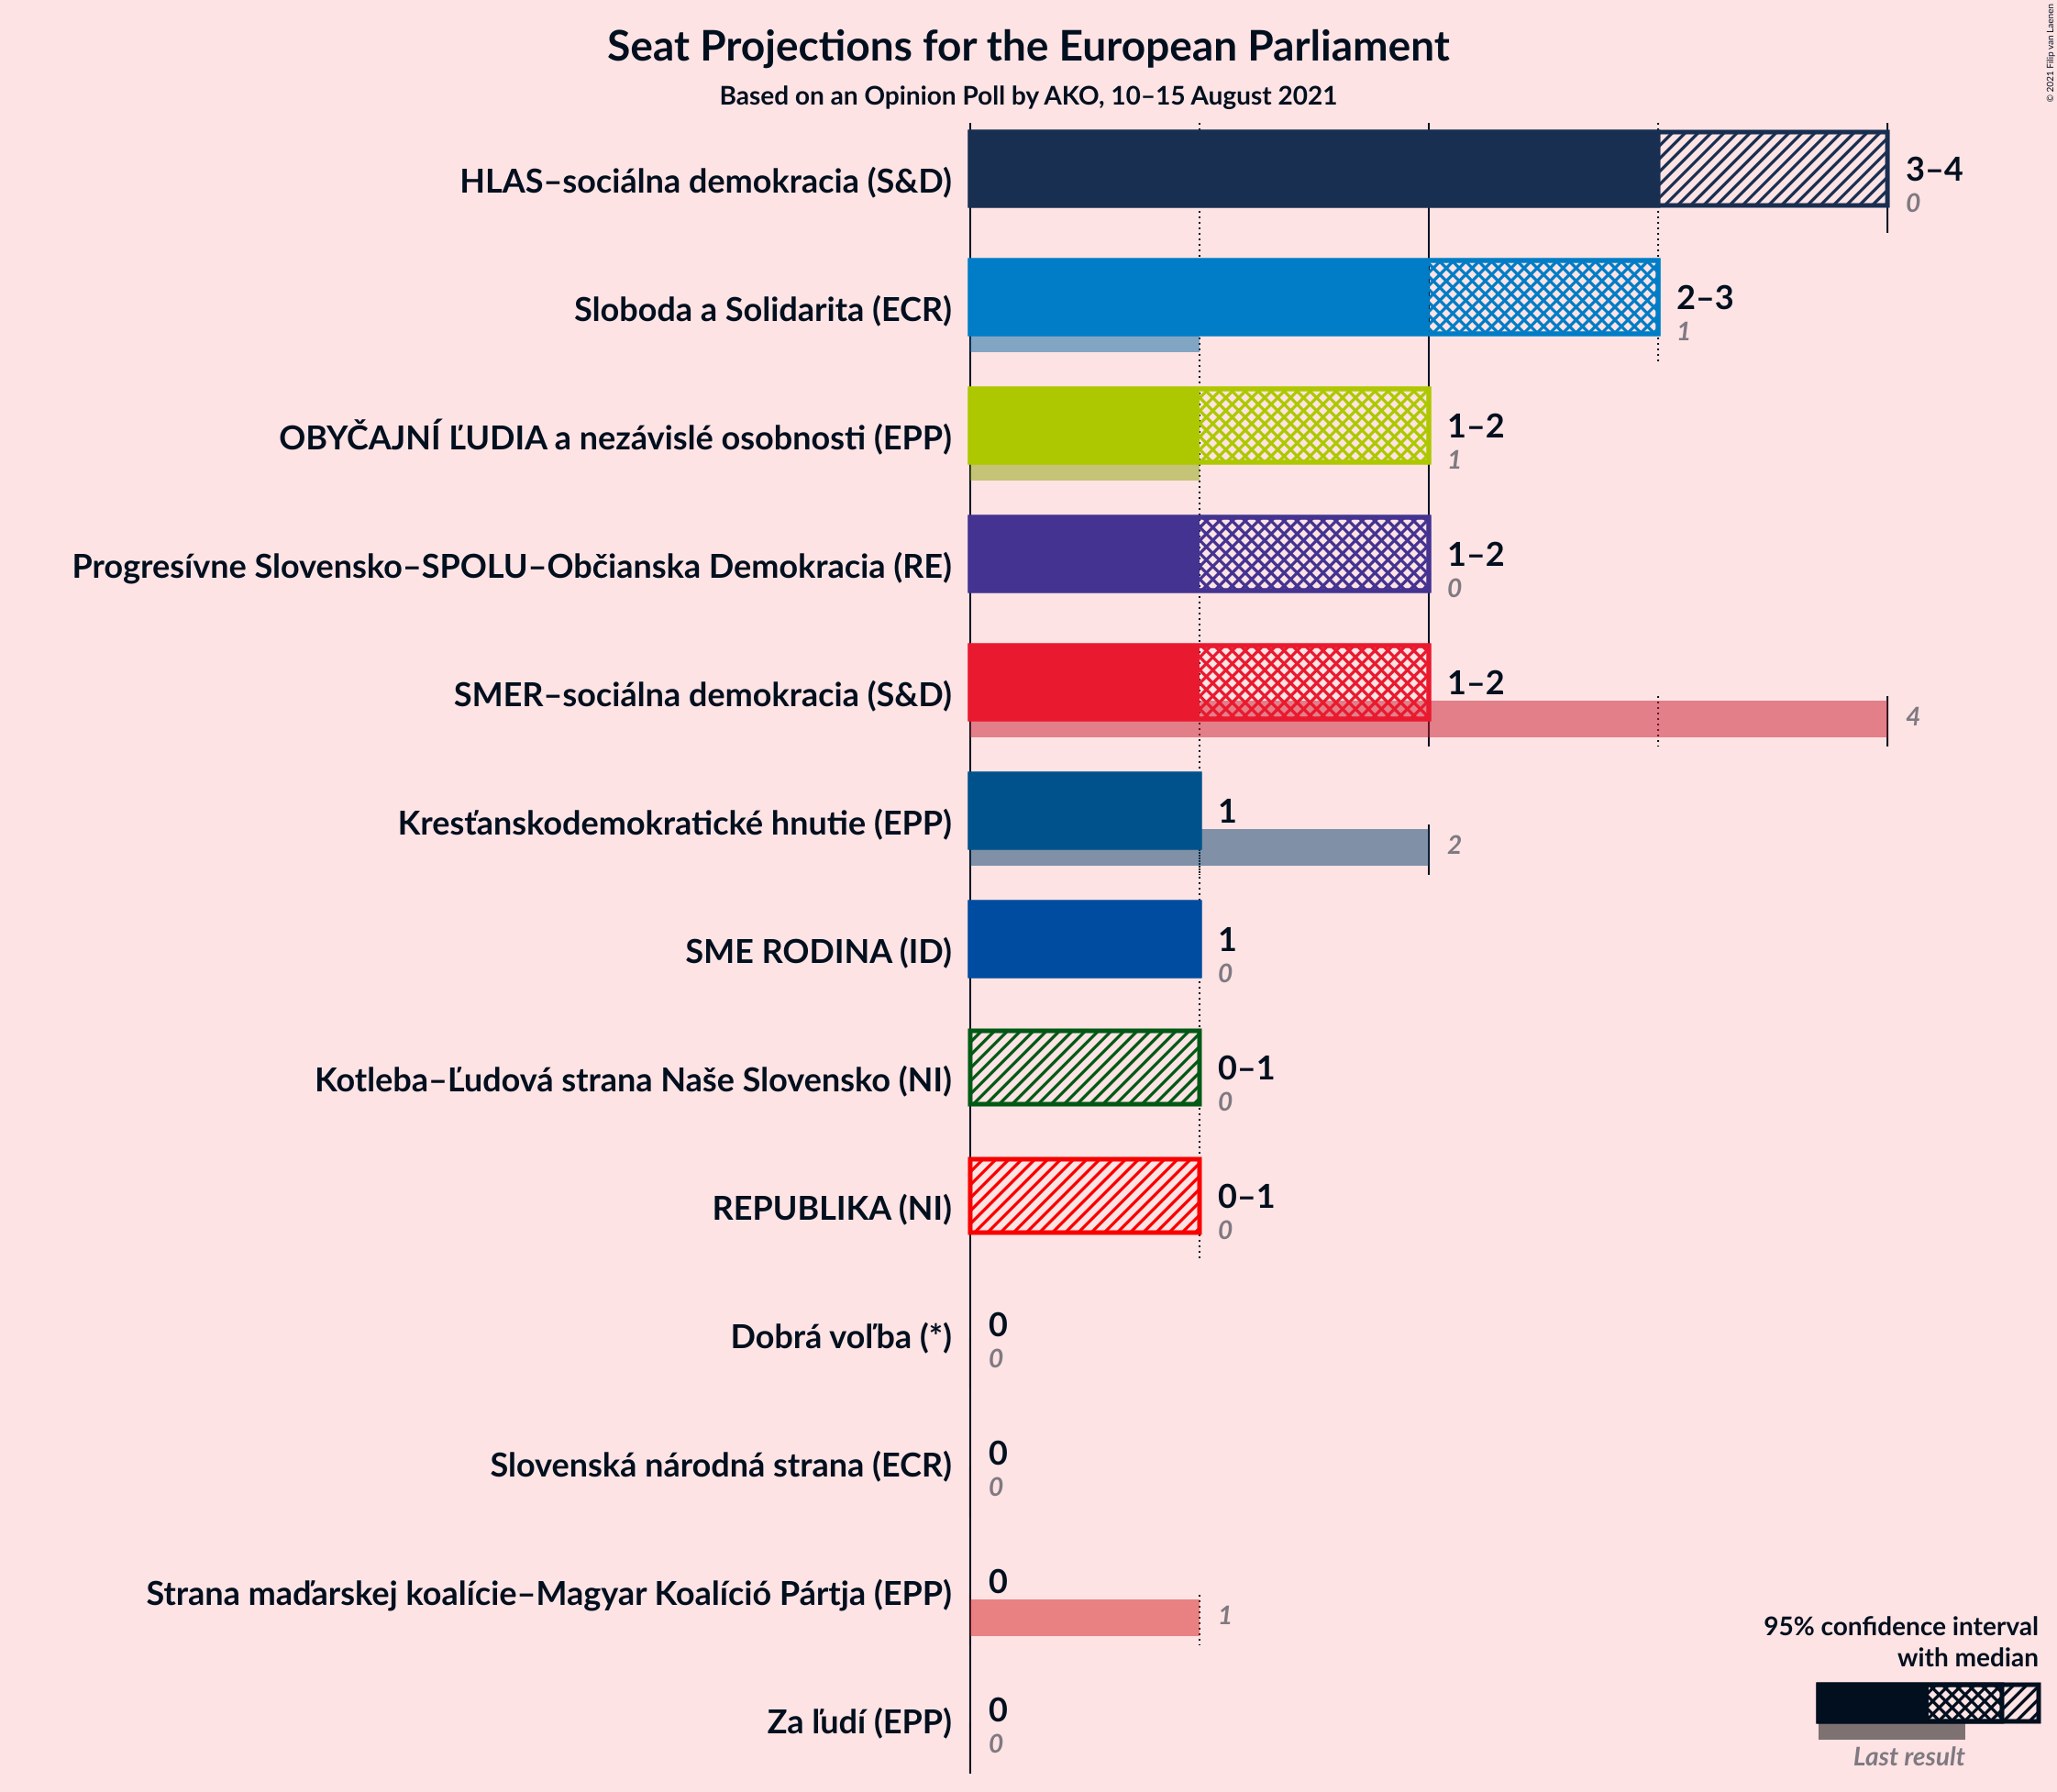 Seat Projections for the European Parliament
Based on an Opinion Poll by AKO, 10–15 August 2021
© 2021 Filip van Laenen
HLAS–sociálna demokracia (S&D)
3–4
0
Sloboda a Solidarita (ECR)
2–3
1
OBYČAJNÍ ĽUDIA a nezávislé osobnosti (EPP)
1–2
1
Progresívne Slovensko–SPOLU–Občianska Demokracia (RE)
1–2
0
SMER–sociálna demokracia (S&D)
1–2
4
Kresťanskodemokratické hnutie (EPP)
1
2
SME RODINA (ID)
1
0
Kotleba–Ľudová strana Naše Slovensko (NI)
0–1
0
REPUBLIKA (NI)
0–1
0
Dobrá voľba (*)
0
0
Slovenská národná strana (ECR)
0
0
Strana maďarskej koalície–Magyar Koalíció Pártja (EPP)
0
1
Za ľudí (EPP)
0
0
95% confidence interval
with median
Last result